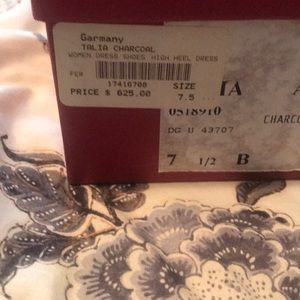 Garmany
TALIA CHARCOAL
WOMEN DRESS SHOES HIGH HEEL DRESS
FER
17416708
SIZE
PRICE $ 625.00
7.5
IA
A
0518910
CHARCO
DG U 43707
7 1/2 B